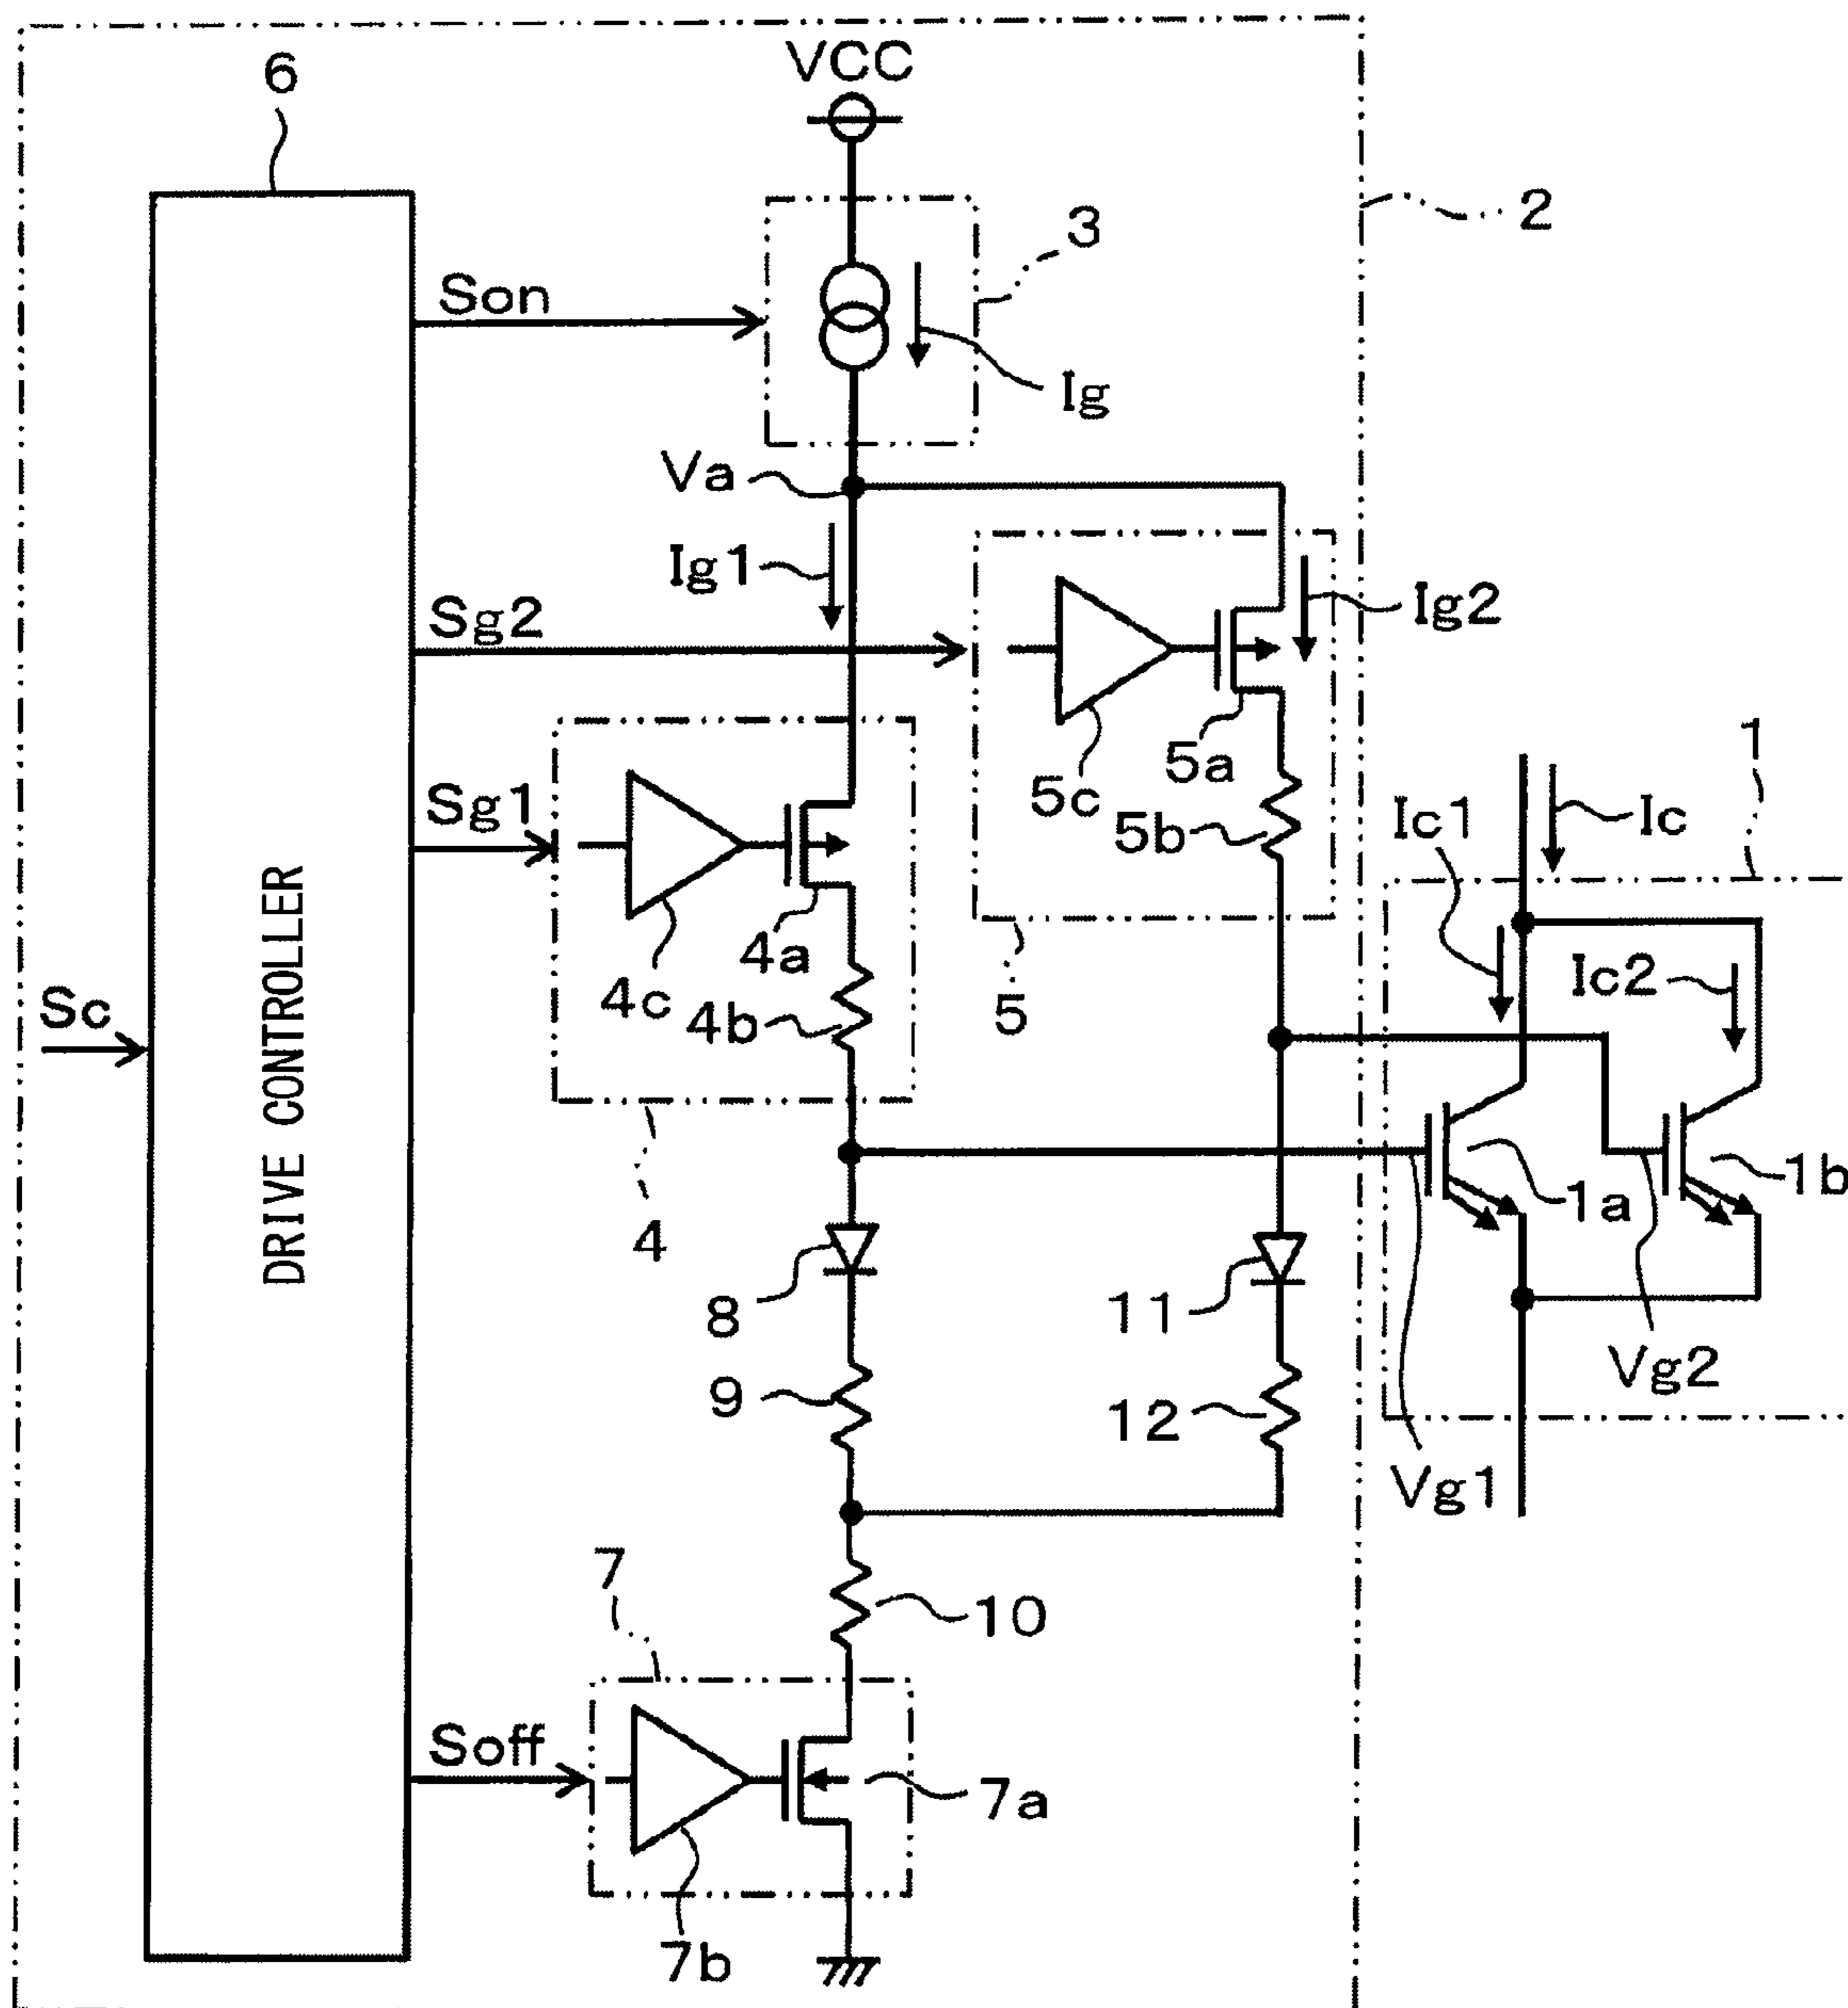 VCC
6
2
3
Son
Ig
Va
Ig1
Ig2
Sg2
5a
5c
1
Sg1
5b
Ic1
Ic
4a
4c
Ic2
Sc
4b
5
DRIVE CONTROLLER
1b
1a
4
8
11
Vg2
9
12
Vg1
7
10
Soff
7a
7b